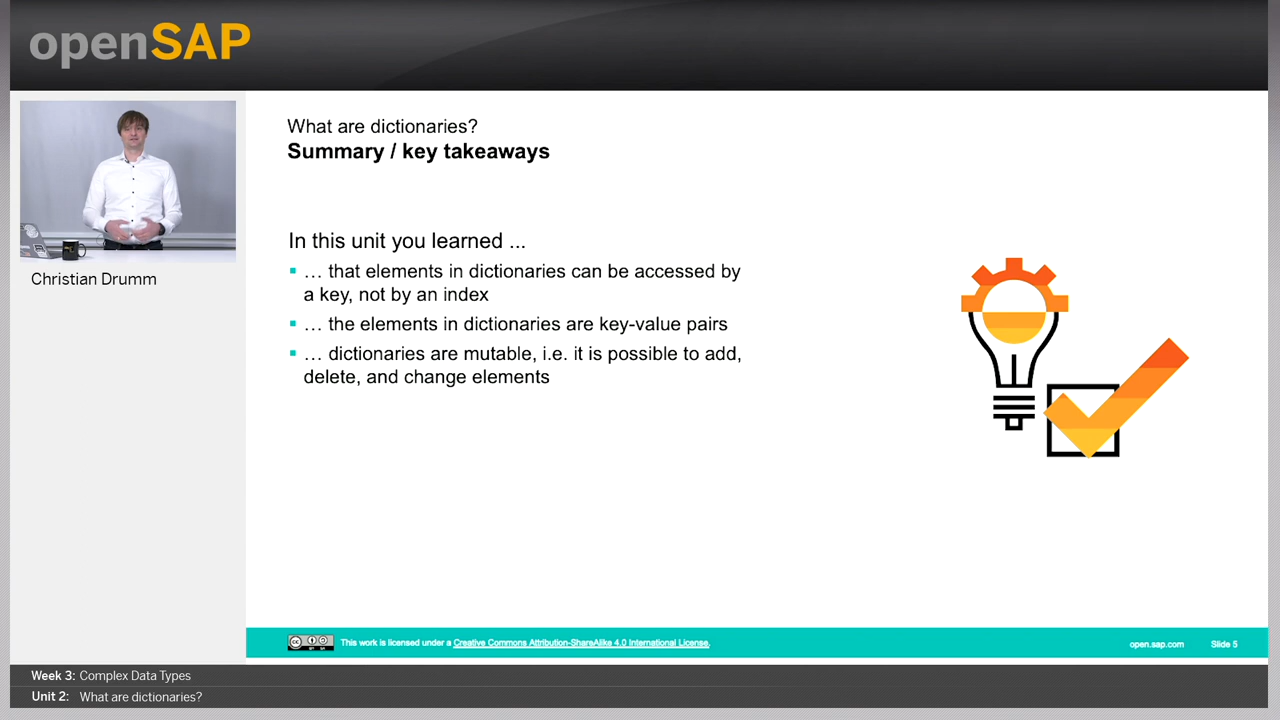 openSAP
What are dictionaries?
Summary / key takeaways
In this unit you learned ...
… that elements in dictionaries can be accessed by
a key, not by an index
… the elements in dictionaries are key-value pairs
… dictionaries are mutable, i.e. it is possible to add,
delete, and change elements
Christian Drumm
This work is licensed under a Creative Commons Attribution-ShareAlike 4.0 International License.
open.sap.com
Slide 5
Week 3: Complex Data Types
Unit 2: What are dictionaries?